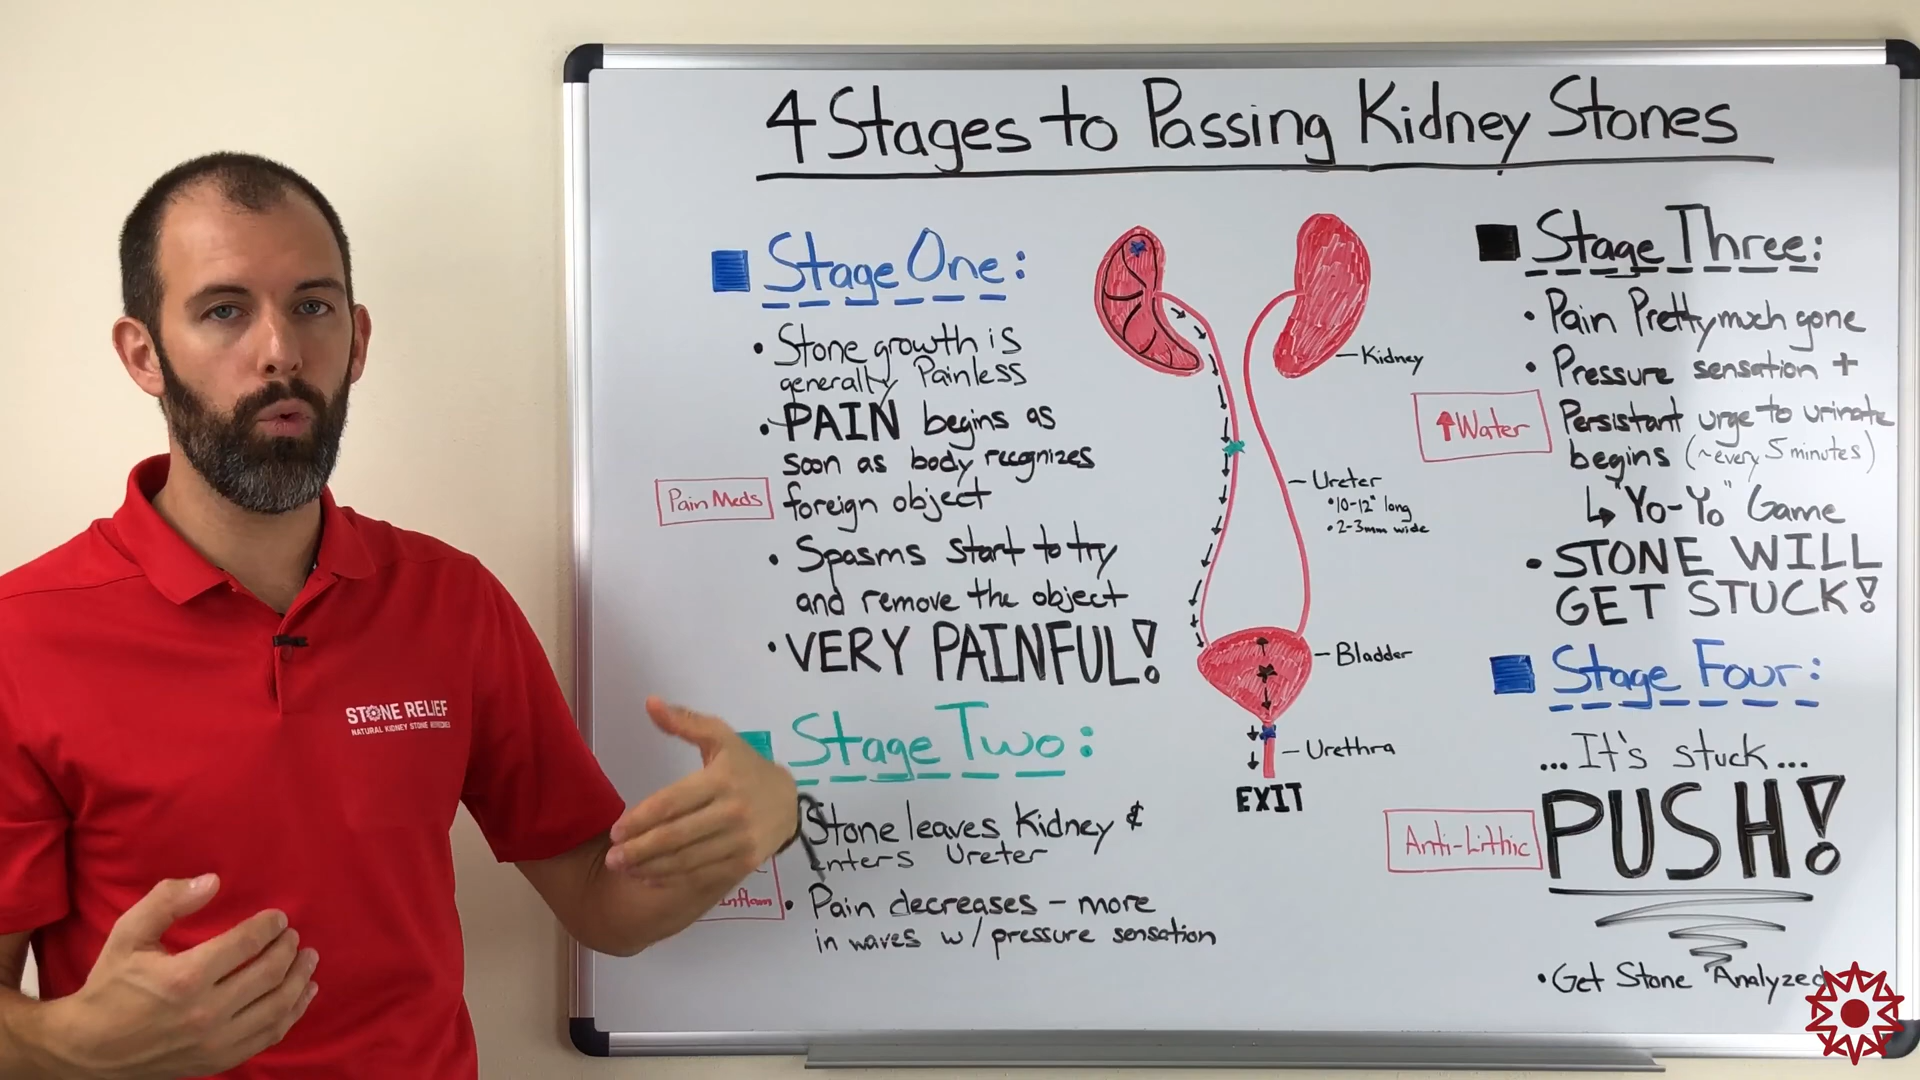 4 Stages to Passing Kidney Stones
Stage One:
• Stone growth is
generally Painless
• PAIN begins as
soon as body recognizes
foreign object
Pain Meds
• Spasms start to try
and remove the object
• VERY PAINFUL!
Stage Two:
Stone leaves Kidney &
enters Ureter
Inflam
• Pain decreases - more
in waves w/ pressure sensation
Kidney
Ureter
• 10-12" long
• 2-3mm wide
Bladder
Urethra
EXIT
Stage Three:
• Pain Pretty much gone
• Pressure sensation +
Persistant urge to urinate
begins (~every 5 minutes)
↳ "Yo-Yo" Game
↑Water
• STONE WILL
GET STUCK!
Stage Four:
...It's stuck...
PUSH!
Anti-Lithic
• Get Stone Analyzed
STONE RELIEF
NATURAL KIDNEY STONE REMEDIES